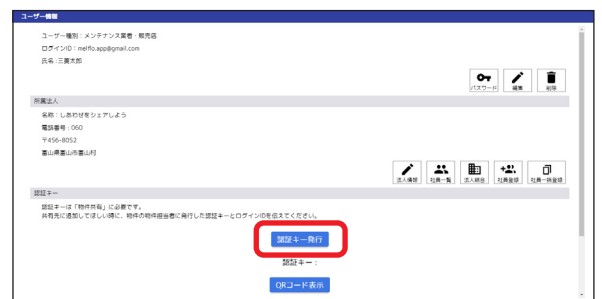 ユーザー情報
ユーザー種別：メンテナンス業者・販売店
ログインID：melflo.app@gmail.com
氏名：三菱太郎
パスワード 編集 削除
所属法人
名称：しあわせをシェアしよう
電話番号：060
〒456-8052
富山県富山市富山村
法人情報 社員一覧 法人統合 社員登録 社員一括登録
認証キー
認証キーは「物件共有」に必要です。
共有先に追加してほしい時に、物件の物件担当者に発行した認証キーとログインIDを伝えてください。
認証キー発行
認証キー：
QRコード表示